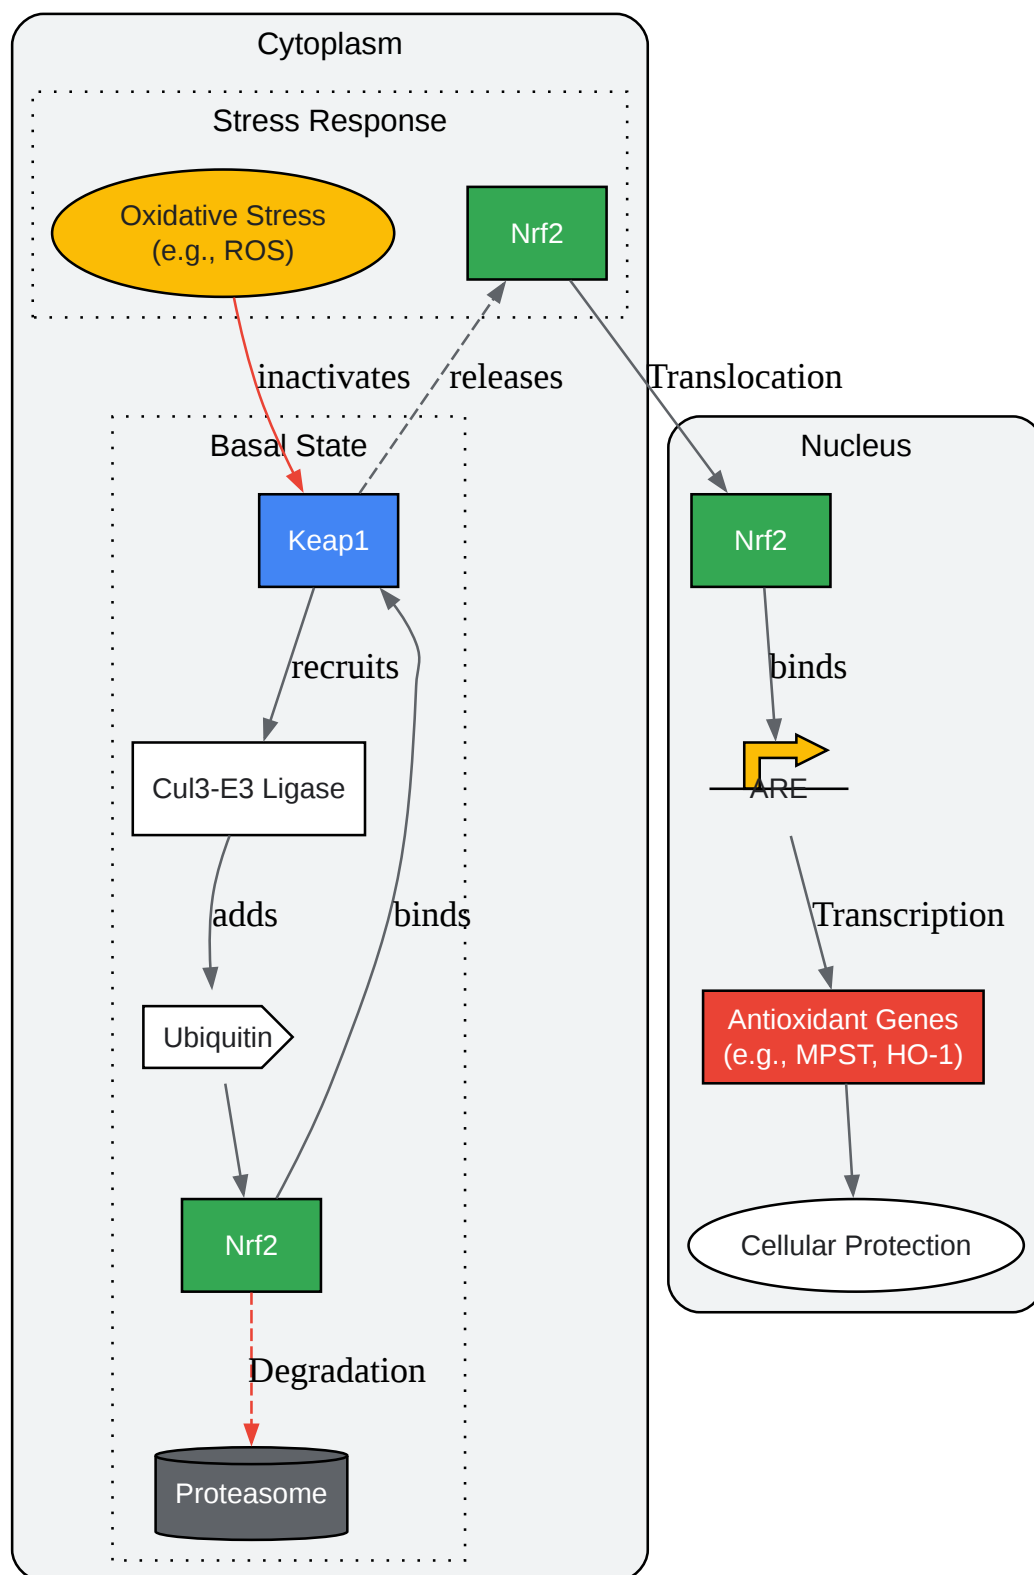 Cytoplasm
Stress Response
Oxidative Stress
(e.g., ROS)
Nrf2
inactivates
releases
Translocation
Basal State
Nucleus
Keap1
Nrf2
recruits
binds
Cul3-E3 Ligase
ARE
adds
binds
Transcription
Ubiquitin
Antioxidant Genes
(e.g., MPST, HO-1)
Nrf2
Cellular Protection
Degradation
Proteasome